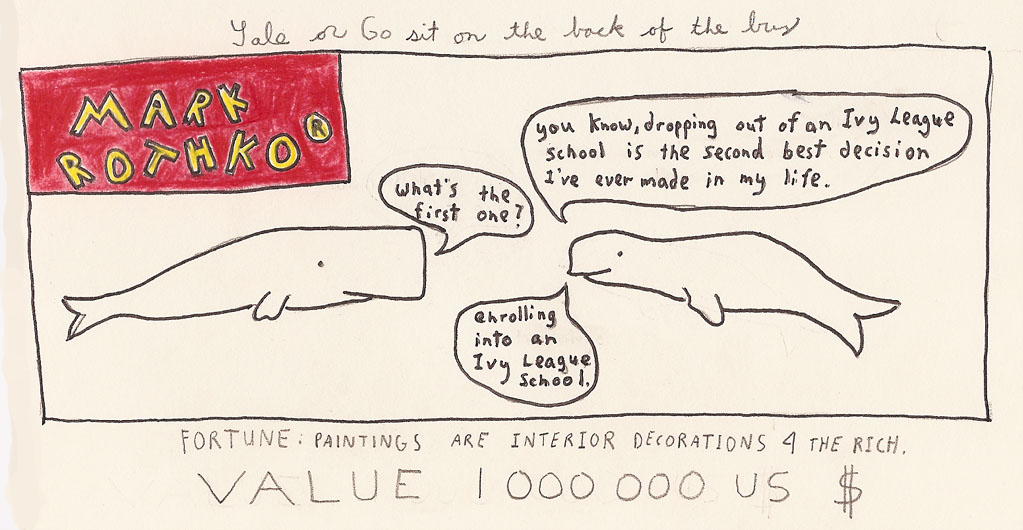 Yale or Go sit on the back of the bus
MARK
ROTHKO®
you know, dropping out of an Ivy League
school is the second best decision
I've ever made in my life.
What's the
first one?
enrolling
into an
Ivy League
School.
FORTUNE: PAINTINGS ARE INTERIOR DECORATIONS 4 THE RICH.
VALUE 1000 000 US $